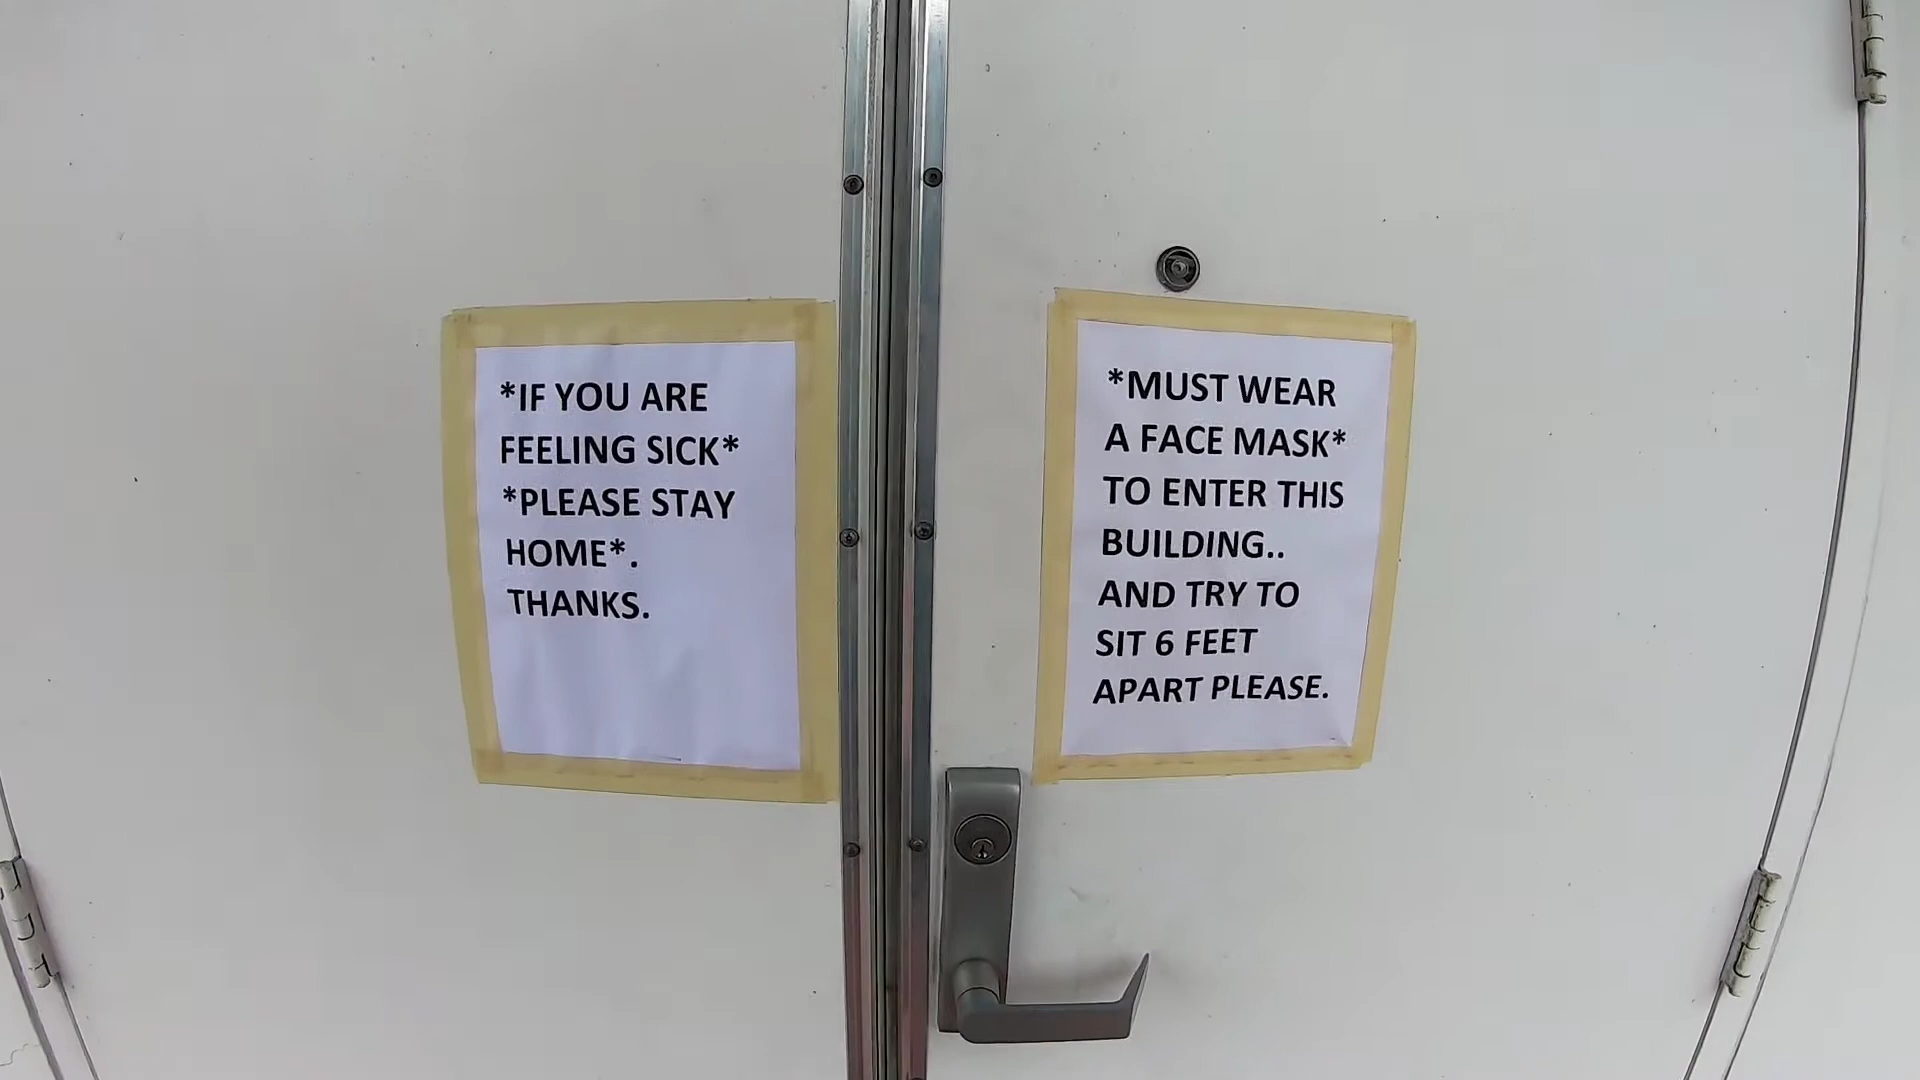 *IF YOU ARE
FEELING SICK*
*PLEASE STAY
HOME*.
THANKS.
*MUST WEAR
A FACE MASK*
TO ENTER THIS
BUILDING..
AND TRY TO
SIT 6 FEET
APART PLEASE.